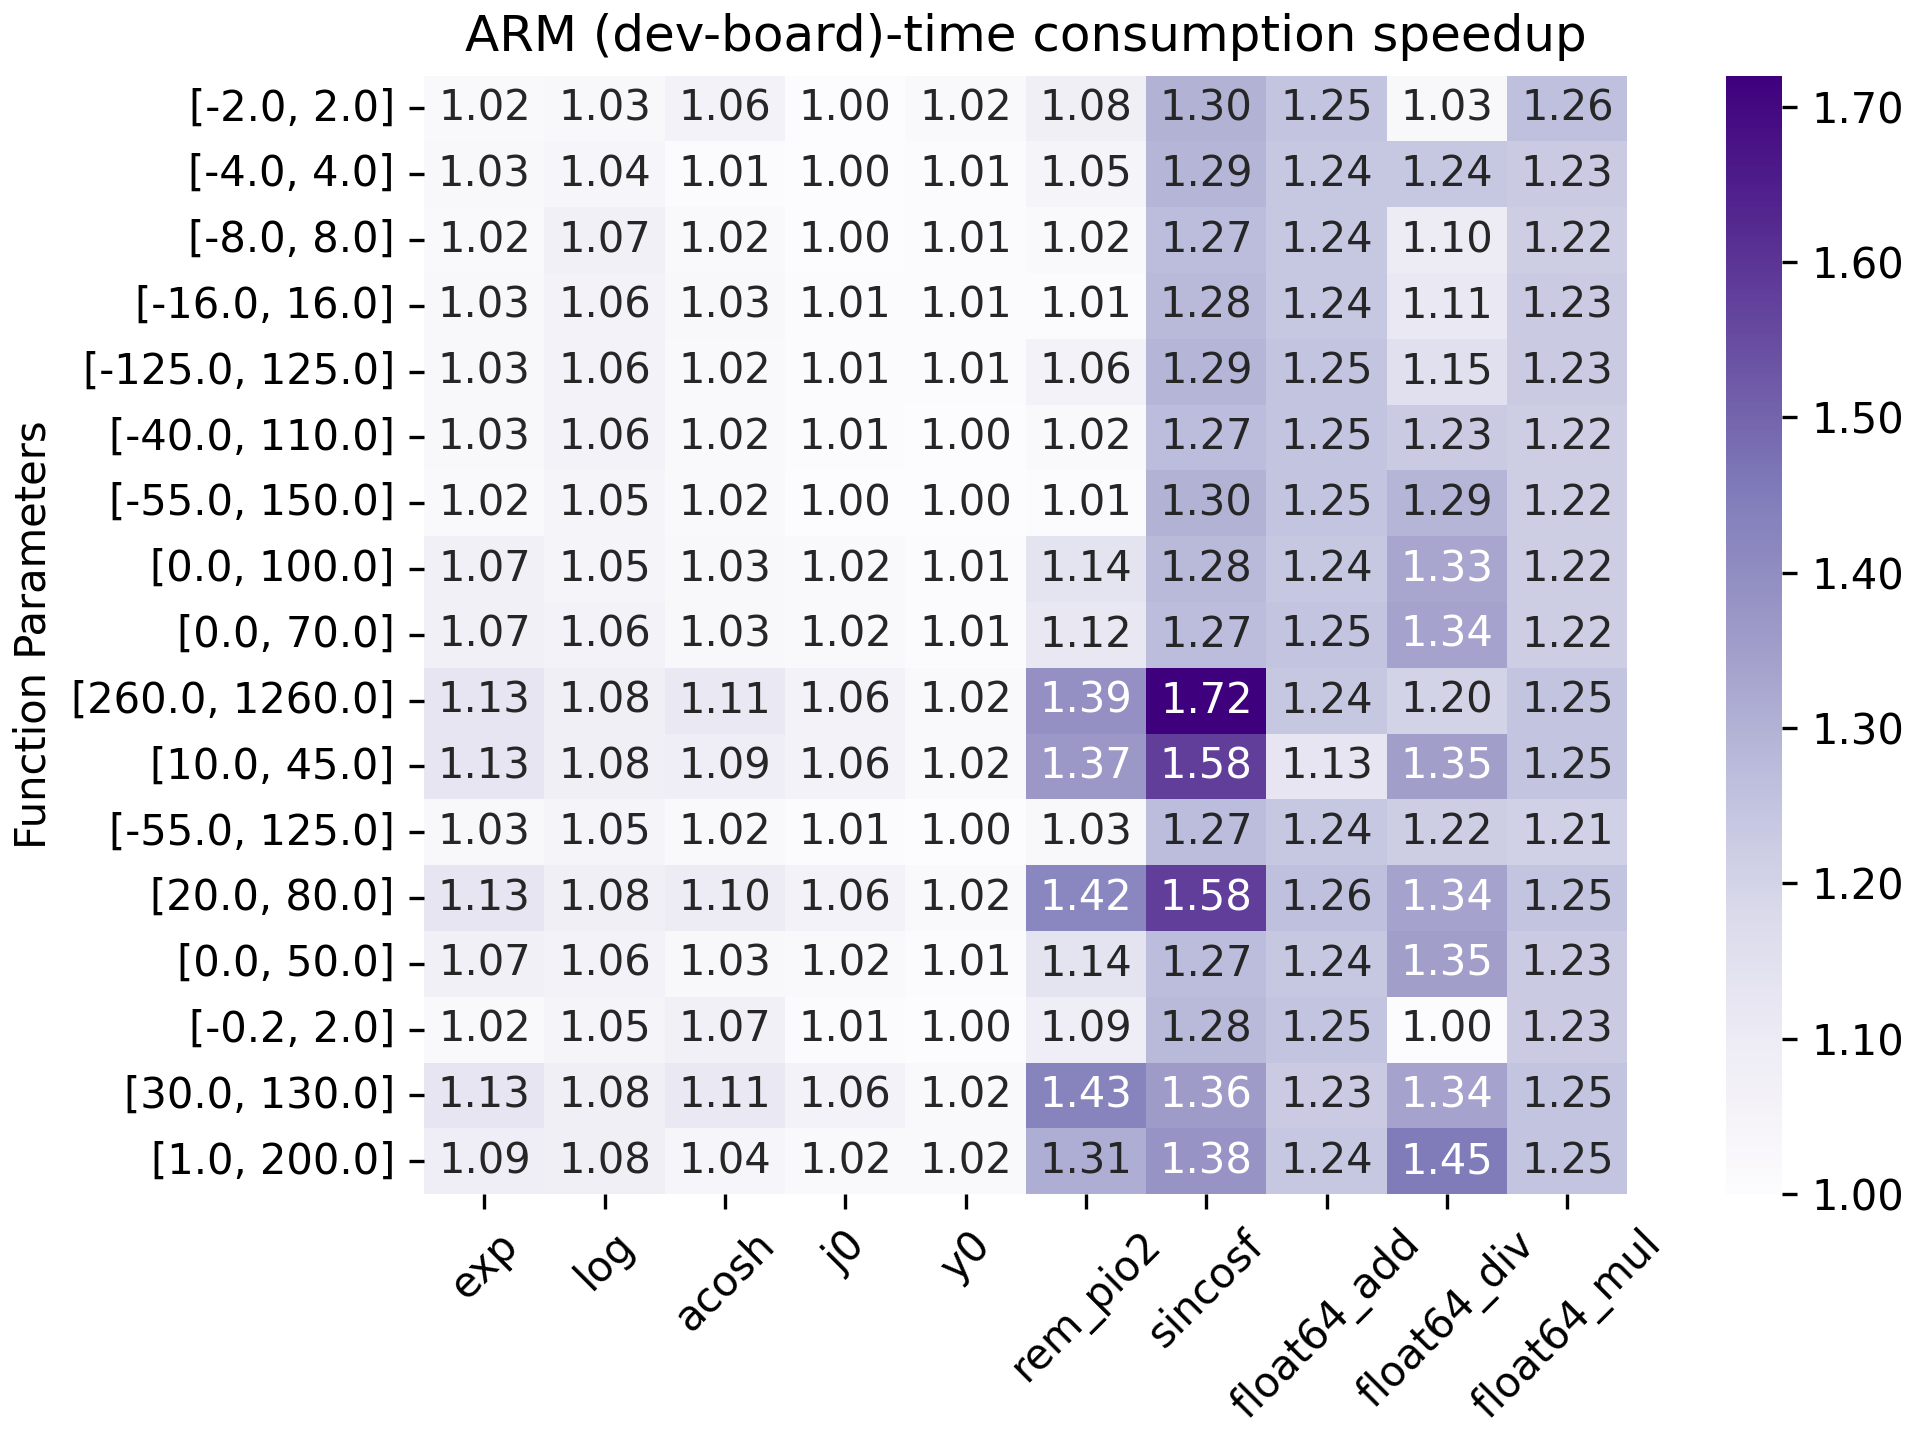 ARM (dev-board)-time consumption speedup
Function Parameters
[-2.0, 2.0] 1.02 1.03 1.06 1.00 1.02 1.08 1.30 1.25 1.03 1.26
[-4.0, 4.0] 1.03 1.04 1.01 1.00 1.01 1.05 1.29 1.24 1.24 1.23
[-8.0, 8.0] 1.02 1.07 1.02 1.00 1.01 1.02 1.27 1.24 1.10 1.22
[-16.0, 16.0] 1.03 1.06 1.03 1.01 1.01 1.01 1.28 1.24 1.11 1.23
[-125.0, 125.0] 1.03 1.06 1.02 1.01 1.01 1.06 1.29 1.25 1.15 1.23
[-40.0, 110.0] 1.03 1.06 1.02 1.01 1.00 1.02 1.27 1.25 1.23 1.22
[-55.0, 150.0] 1.02 1.05 1.02 1.00 1.00 1.01 1.30 1.25 1.29 1.22
[0.0, 100.0] 1.07 1.05 1.03 1.02 1.01 1.14 1.28 1.24 1.33 1.22
[0.0, 70.0] 1.07 1.06 1.03 1.02 1.01 1.12 1.27 1.25 1.34 1.22
[260.0, 1260.0] 1.13 1.08 1.11 1.06 1.02 1.39 1.72 1.24 1.20 1.25
[10.0, 45.0] 1.13 1.08 1.09 1.06 1.02 1.37 1.58 1.13 1.35 1.25
[-55.0, 125.0] 1.03 1.05 1.02 1.01 1.00 1.03 1.27 1.24 1.22 1.21
[20.0, 80.0] 1.13 1.08 1.10 1.06 1.02 1.42 1.58 1.26 1.34 1.25
[0.0, 50.0] 1.07 1.06 1.03 1.02 1.01 1.14 1.27 1.24 1.35 1.23
[-0.2, 2.0] 1.02 1.05 1.07 1.01 1.00 1.09 1.28 1.25 1.00 1.23
[30.0, 130.0] 1.13 1.08 1.11 1.06 1.02 1.43 1.36 1.23 1.34 1.25
[1.0, 200.0] 1.09 1.08 1.04 1.02 1.02 1.31 1.38 1.24 1.45 1.25
exp log acosh j0 y0 rem_pio2 sincosf float64_add float64_div float64_mul
1.70
1.60
1.50
1.40
1.30
1.20
1.10
1.00